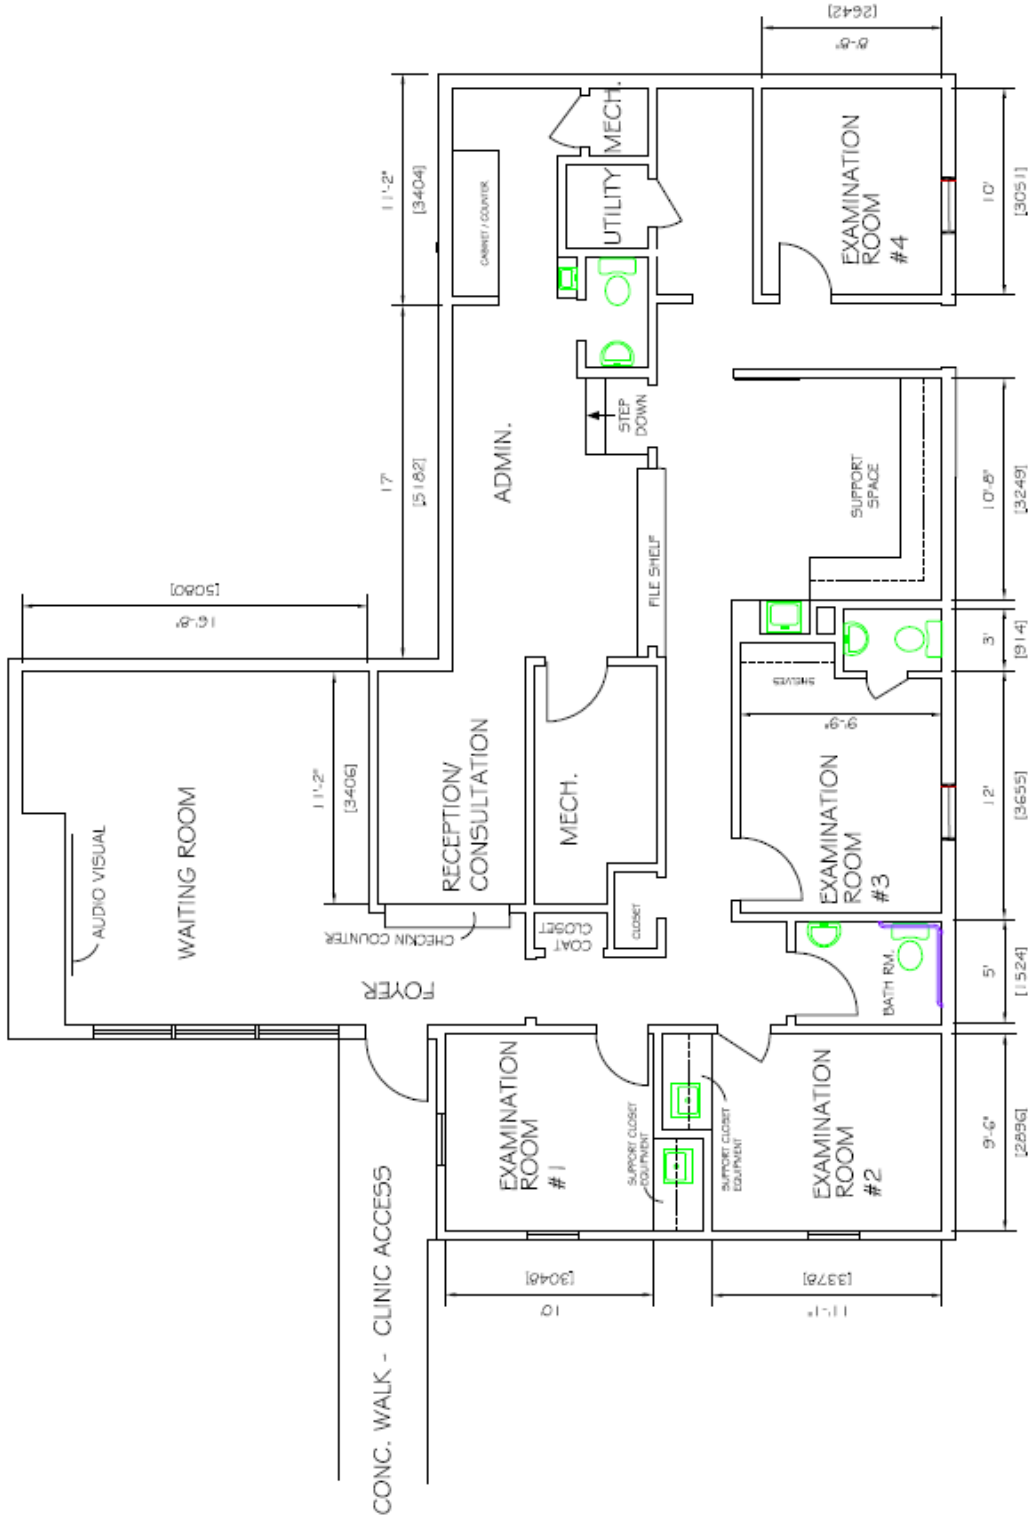 8'-8"
[2642]
11'-2"
[3404]
CABINET / COUNTER
MECH.
UTILITY
EXAMINATION
ROOM
#4
10'
[3051]
17'
[5182]
ADMIN.
STEP
DOWN
FILE SHELF
SUPPORT
SPACE
10'-8"
[3249]
16'-8"
[5080]
3'
[914]
AUDIO VISUAL
WAITING ROOM
11'-2"
[3406]
RECEPTION/
CONSULTATION
MECH.
CHECKIN COUNTER
COAT
CLOSET
CLOSET
SHELVES
9'-9"
EXAMINATION
ROOM
#3
12'
[3655]
FOYER
BATH RM.
5'
[1524]
EXAMINATION
ROOM
#1
SUPPORT CLOSET
EQUIPMENT
SUPPORT CLOSET
EQUIPMENT
EXAMINATION
ROOM
#2
9'-6"
[2896]
10'
[3048]
11'-1"
[3378]
CONC. WALK - CLINIC ACCESS